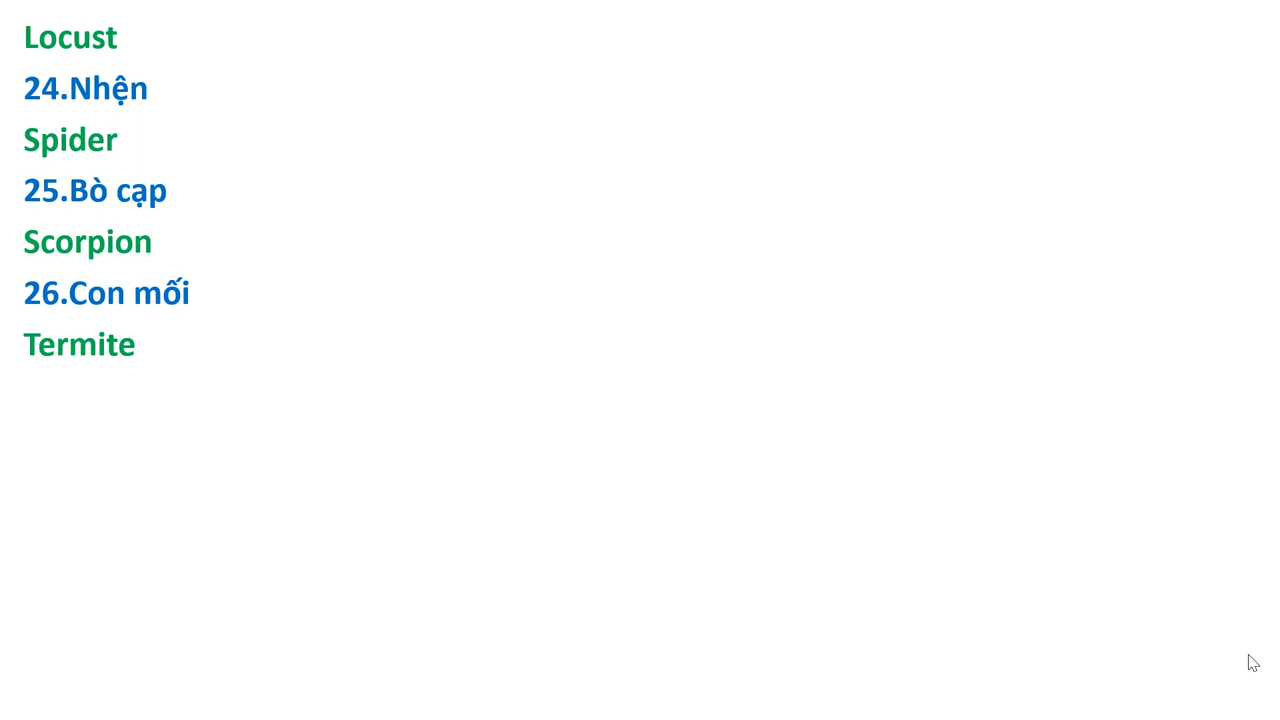 Locust
24.Nhện
Spider
25.Bò cạp
Scorpion
26.Con mối
Termite